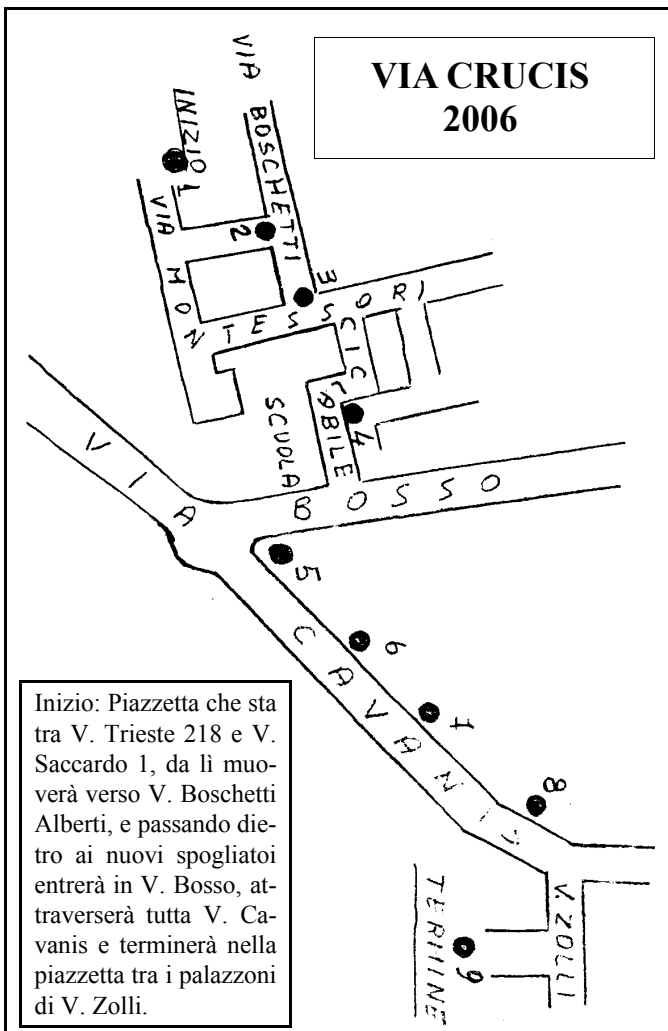 VIA CRUCIS
2006
VIA BOSCHETTI
INIZIO
1
2
3
VIA MONTESSORI
CICLABILE
4
SCUOLA
VIA BOSSO
5
CAVANIS
6
7
8
V. ZOLLI
TERMINE
9
Inizio: Piazzetta che sta
tra V. Trieste 218 e V.
Saccardo 1, da lì muo-
verà verso V. Boschetti
Alberti, e passando die-
tro ai nuovi spogliatoi
entrerà in V. Bosso, at-
traverserà tutta V. Ca-
vanis e terminerà nella
piazzetta tra i palazzoni
di V. Zolli.